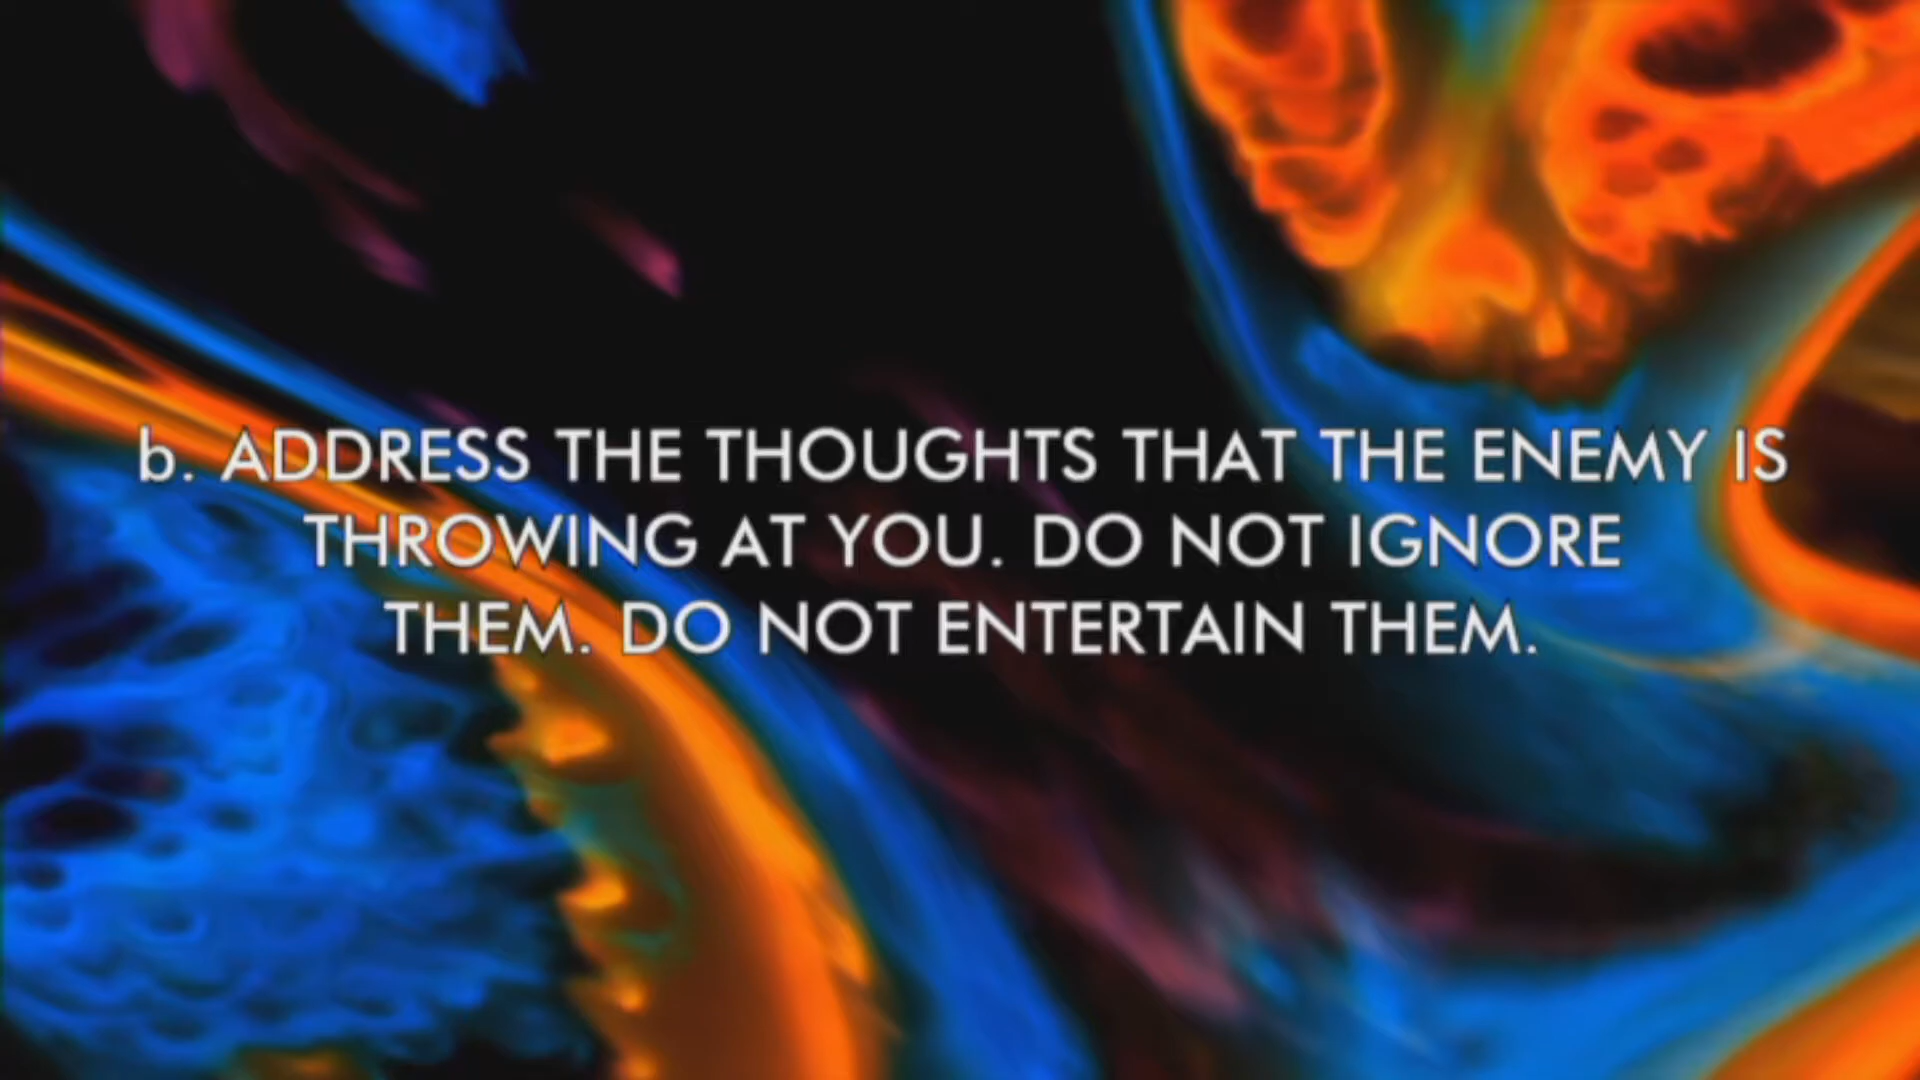 b. ADDRESS THE THOUGHTS THAT THE ENEMY IS
THROWING AT YOU. DO NOT IGNORE
THEM. DO NOT ENTERTAIN THEM.